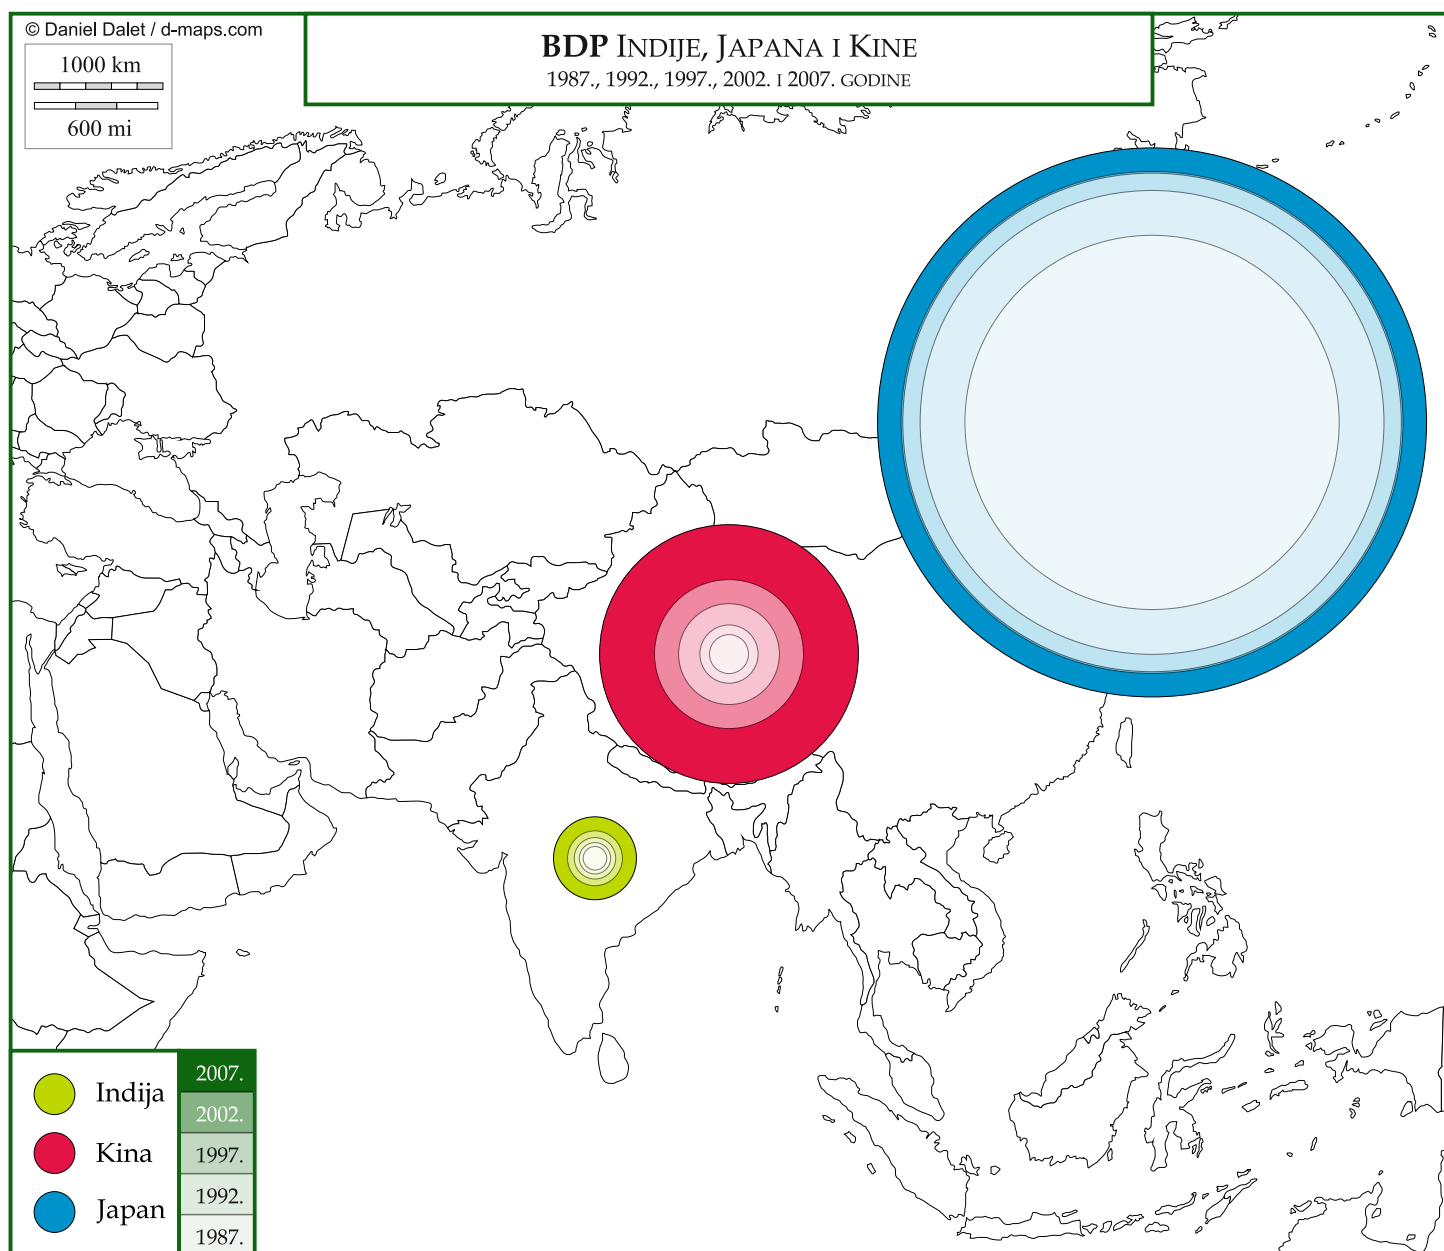 © Daniel Dalet / d-maps.com
1000 km
600 mi
BDP INDIJE, JAPANA I KINE
1987., 1992., 1997., 2002. I 2007. GODINE
Indija
Kina
Japan
2007.
2002.
1997.
1992.
1987.